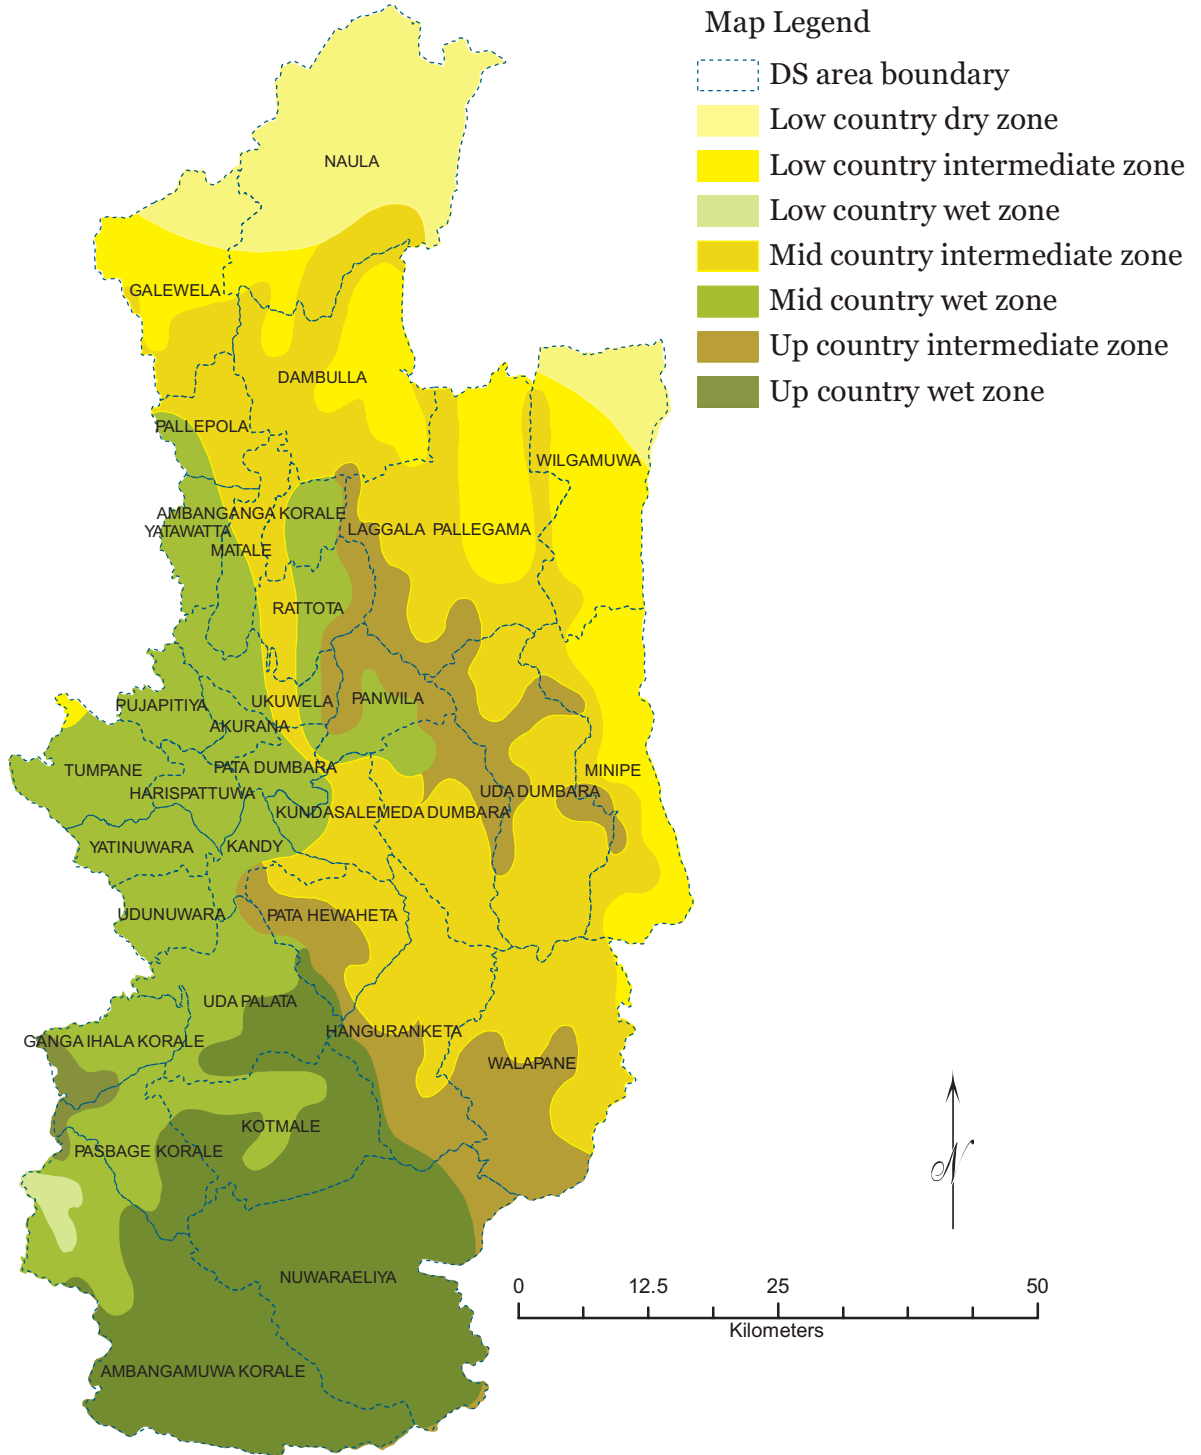 Map Legend
DS area boundary
Low country dry zone
Low country intermediate zone
Low country wet zone
Mid country intermediate zone
Mid country wet zone
Up country intermediate zone
Up country wet zone
NAULA
GALEWELA
DAMBULLA
PALLEPOLA
WILGAMUWA
AMBANGANGA KORALE
YATAWATTA
LAGGALA PALLEGAMA
MATALE
RATTOTA
PUJAPITIYA
UKUWELA
PANWILA
AKURANA
TUMPANE
PATA DUMBARA
MINIPE
HARISPATTUWA
UDA DUMBARA
KUNDASALE
MEDA DUMBARA
YATINUWARA
KANDY
UDUNUWARA
PATA HEWAHETA
UDA PALATA
GANGA IHALA KORALE
HANGURANKETA
WALAPANE
KOTMALE
PASBAGE KORALE
N
NUWARAELIYA
0 12.5 25 50
Kilometers
AMBANGAMUWA KORALE